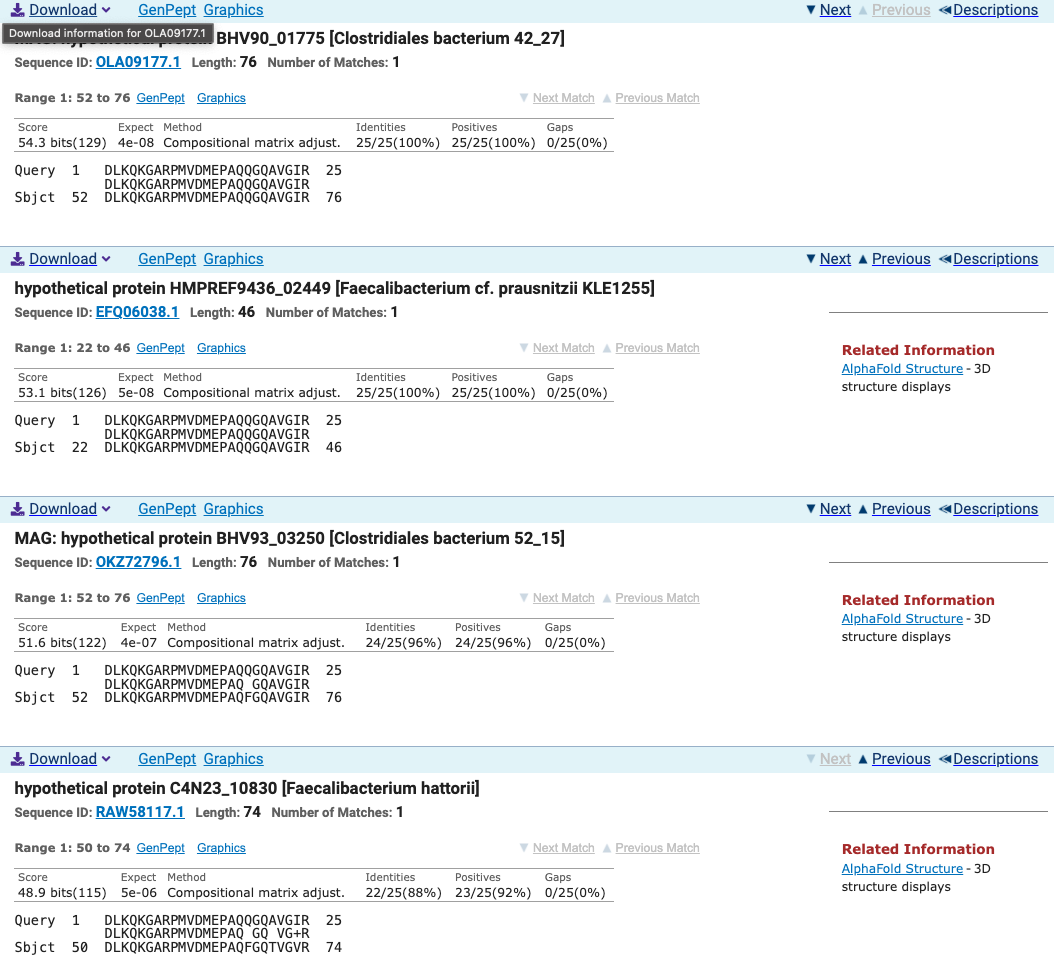 Download GenPept Graphics Next Previous Descriptions
Download information for OLA09177.1
hypothetical protein BHV90_01775 [Clostridiales bacterium 42_27]
Sequence ID: OLA09177.1 Length: 76 Number of Matches: 1
Range 1: 52 to 76 GenPept Graphics Next Match Previous Match
Score Expect Method Identities Positives Gaps
54.3 bits(129) 4e-08 Compositional matrix adjust. 25/25(100%) 25/25(100%) 0/25(0%)
Query 1 DLKQKGARPMVDMEPAQQGQAVGIR 25
DLKQKGARPMVDMEPAQQGQAVGIR
Sbjct 52 DLKQKGARPMVDMEPAQQGQAVGIR 76
Download GenPept Graphics Next Previous Descriptions
hypothetical protein HMPREF9436_02449 [Faecalibacterium cf. prausnitzii KLE1255]
Sequence ID: EFQ06038.1 Length: 46 Number of Matches: 1
Range 1: 22 to 46 GenPept Graphics Next Match Previous Match
Related Information
AlphaFold Structure - 3D
structure displays
Score Expect Method Identities Positives Gaps
53.1 bits(126) 5e-08 Compositional matrix adjust. 25/25(100%) 25/25(100%) 0/25(0%)
Query 1 DLKQKGARPMVDMEPAQQGQAVGIR 25
DLKQKGARPMVDMEPAQQGQAVGIR
Sbjct 22 DLKQKGARPMVDMEPAQQGQAVGIR 46
Download GenPept Graphics Next Previous Descriptions
MAG: hypothetical protein BHV93_03250 [Clostridiales bacterium 52_15]
Sequence ID: OKZ72796.1 Length: 76 Number of Matches: 1
Range 1: 52 to 76 GenPept Graphics Next Match Previous Match
Related Information
AlphaFold Structure - 3D
structure displays
Score Expect Method Identities Positives Gaps
51.6 bits(122) 4e-07 Compositional matrix adjust. 24/25(96%) 24/25(96%) 0/25(0%)
Query 1 DLKQKGARPMVDMEPAQQGQAVGIR 25
DLKQKGARPMVDMEPAQ GQAVGIR
Sbjct 52 DLKQKGARPMVDMEPAQFGQAVGIR 76
Download GenPept Graphics Next Previous Descriptions
hypothetical protein C4N23_10830 [Faecalibacterium hattorii]
Sequence ID: RAW58117.1 Length: 74 Number of Matches: 1
Range 1: 50 to 74 GenPept Graphics Next Match Previous Match
Related Information
AlphaFold Structure - 3D
structure displays
Score Expect Method Identities Positives Gaps
48.9 bits(115) 5e-06 Compositional matrix adjust. 22/25(88%) 23/25(92%) 0/25(0%)
Query 1 DLKQKGARPMVDMEPAQQGQAVGIR 25
DLKQKGARPMVDMEPAQ GQ VG+R
Sbjct 50 DLKQKGARPMVDMEPAQFGQTVGVR 74